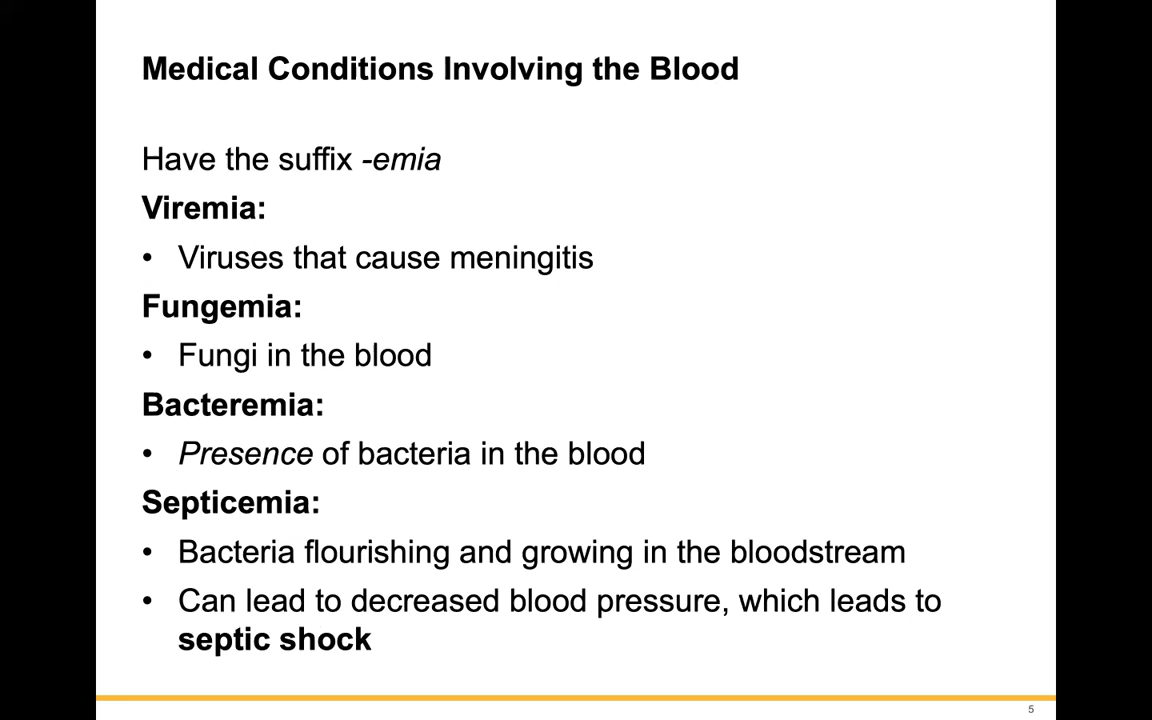 Medical Conditions Involving the Blood
Have the suffix -emia
Viremia:
• Viruses that cause meningitis
Fungemia:
• Fungi in the blood
Bacteremia:
• Presence of bacteria in the blood
Septicemia:
• Bacteria flourishing and growing in the bloodstream
• Can lead to decreased blood pressure, which leads to
septic shock
5